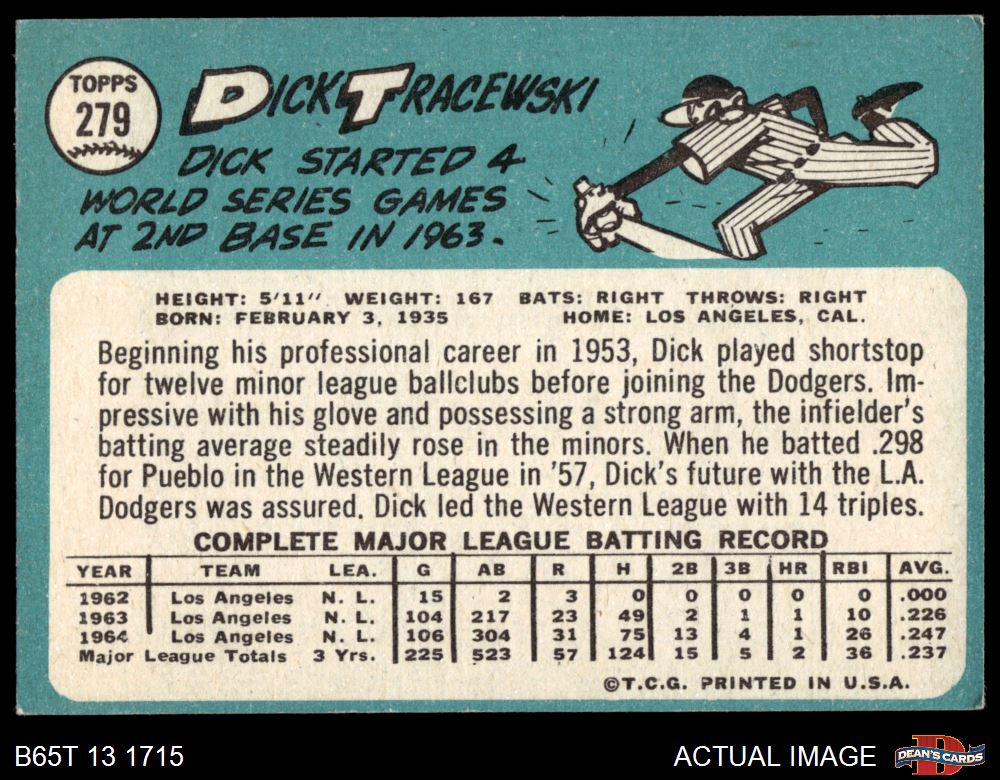 TOPPS
279
DICK TRACEWSKI
DICK STARTED 4
WORLD SERIES GAMES
AT 2ND BASE IN 1963.
HEIGHT: 5'11" WEIGHT: 167 BATS: RIGHT THROWS: RIGHT
BORN: FEBRUARY 3, 1935 HOME: LOS ANGELES, CAL.
Beginning his professional career in 1953, Dick played shortstop
for twelve minor league ballclubs before joining the Dodgers. Im-
pressive with his glove and possessing a strong arm, the infielder's
batting average steadily rose in the minors. When he batted .298
for Pueblo in the Western League in '57, Dick's future with the L.A.
Dodgers was assured. Dick led the Western League with 14 triples.
COMPLETE MAJOR LEAGUE BATTING RECORD
YEAR TEAM LEA. G AB R H 2B 3B HR RBI AVG.
1962 Los Angeles N. L. 15 2 3 0 0 0 0 0 .000
1963 Los Angeles N. L. 104 217 23 49 2 1 1 10 .226
1964 Los Angeles N. L. 106 304 31 75 13 4 1 26 .247
Major League Totals 3 Yrs. 225 523 57 124 15 5 2 36 .237
©T.C.G. PRINTED IN U.S.A.
B65T 13 1715
ACTUAL IMAGE
DEAN'S CARDS